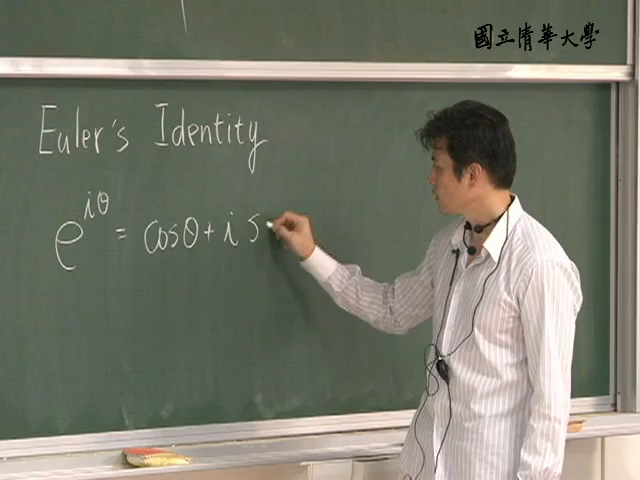 國立清華大學
Euler's Identity
e^{iθ} = cosθ + i s